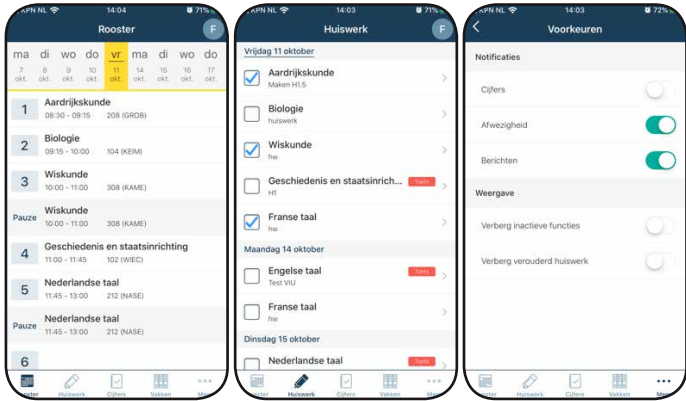 KPN NL 14:04 71%
Rooster F
ma di wo do vr ma di wo do
7 8 9 10 11 14 15 16 17
okt. okt. okt. okt. okt. okt. okt. okt. okt.
1 Aardrijkskunde
08:30 - 09:15 208 (GROB)
2 Biologie
09:15 - 10:00 104 (KEIM)
3 Wiskunde
10:00 - 11:00 308 (KAME)
Pauze Wiskunde
10:00 - 11:00 308 (KAME)
4 Geschiedenis en staatsinrichting
11:00 - 11:45 102 (WIEC)
5 Nederlandse taal
11:45 - 13:00 212 (NASE)
Pauze Nederlandse taal
11:45 - 13:00 212 (NASE)
6
Huiswerk Cijfers Vakken
KPN NL 14:03 71%
Huiswerk F
Vrijdag 11 oktober
Aardrijkskunde
Maken H1.5
Biologie
huiswerk
Wiskunde
hw
Geschiedenis en staatsinrich... Toets
H1
Franse taal
hw
Maandag 14 oktober
Engelse taal Toets
Test VIU
Franse taal
hw
Dinsdag 15 oktober
Nederlandse taal Toets
Huiswerk Cijfers Vakken
KPN NL 14:03 72%
Voorkeuren
Notificaties
Cijfers
Afwezigheid
Berichten
Weergave
Verberg inactieve functies
Verberg verouderd huiswerk
Huiswerk Cijfers Vakken